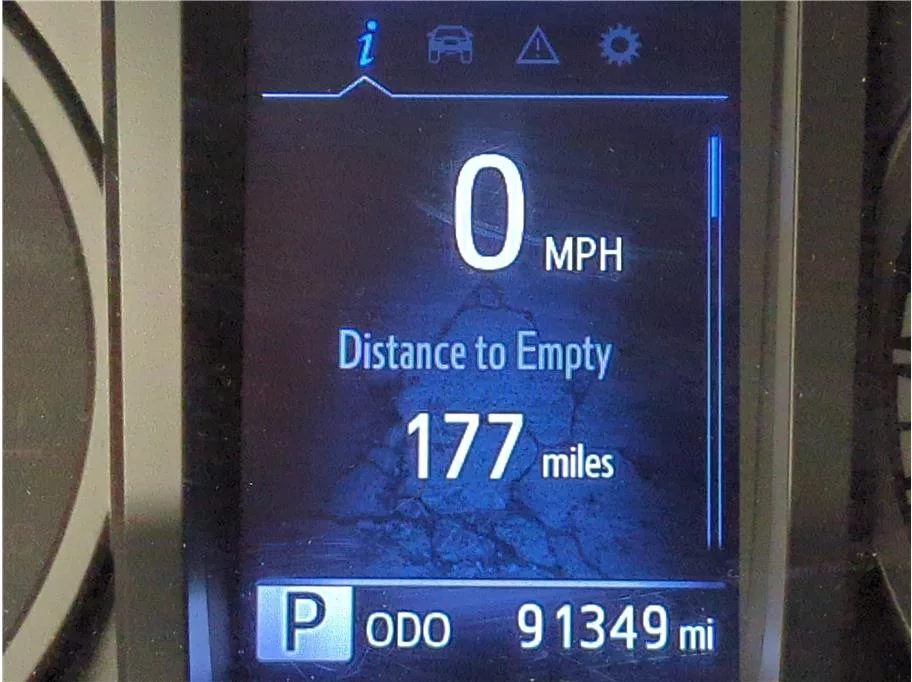 i
0 MPH
Distance to Empty
177 miles
P ODO 91349 mi